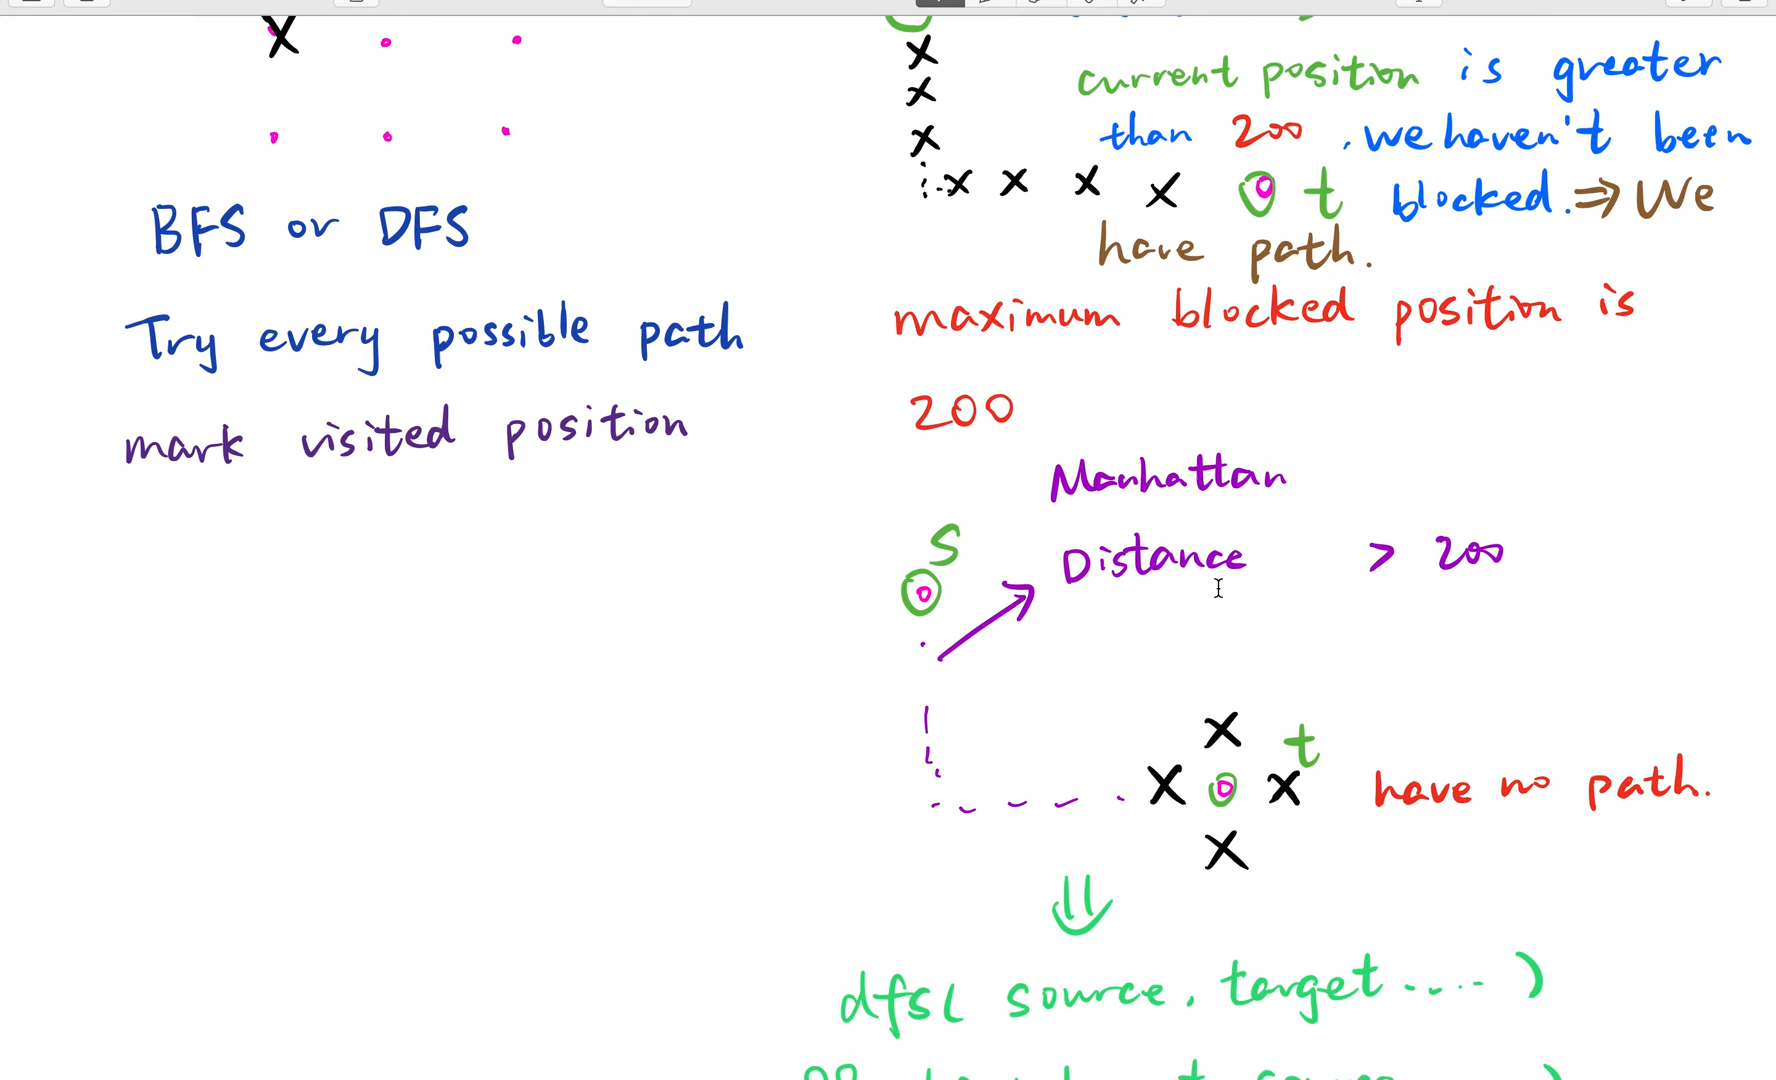 BFS or DFS
Try every possible path
mark visited position
current position is greater
than 200, we haven't been
t blocked. ⇒ We
have path.
maximum blocked position is
200
Manhattan
Distance > 200
S
t
have no path.
dfs( source, target .... )